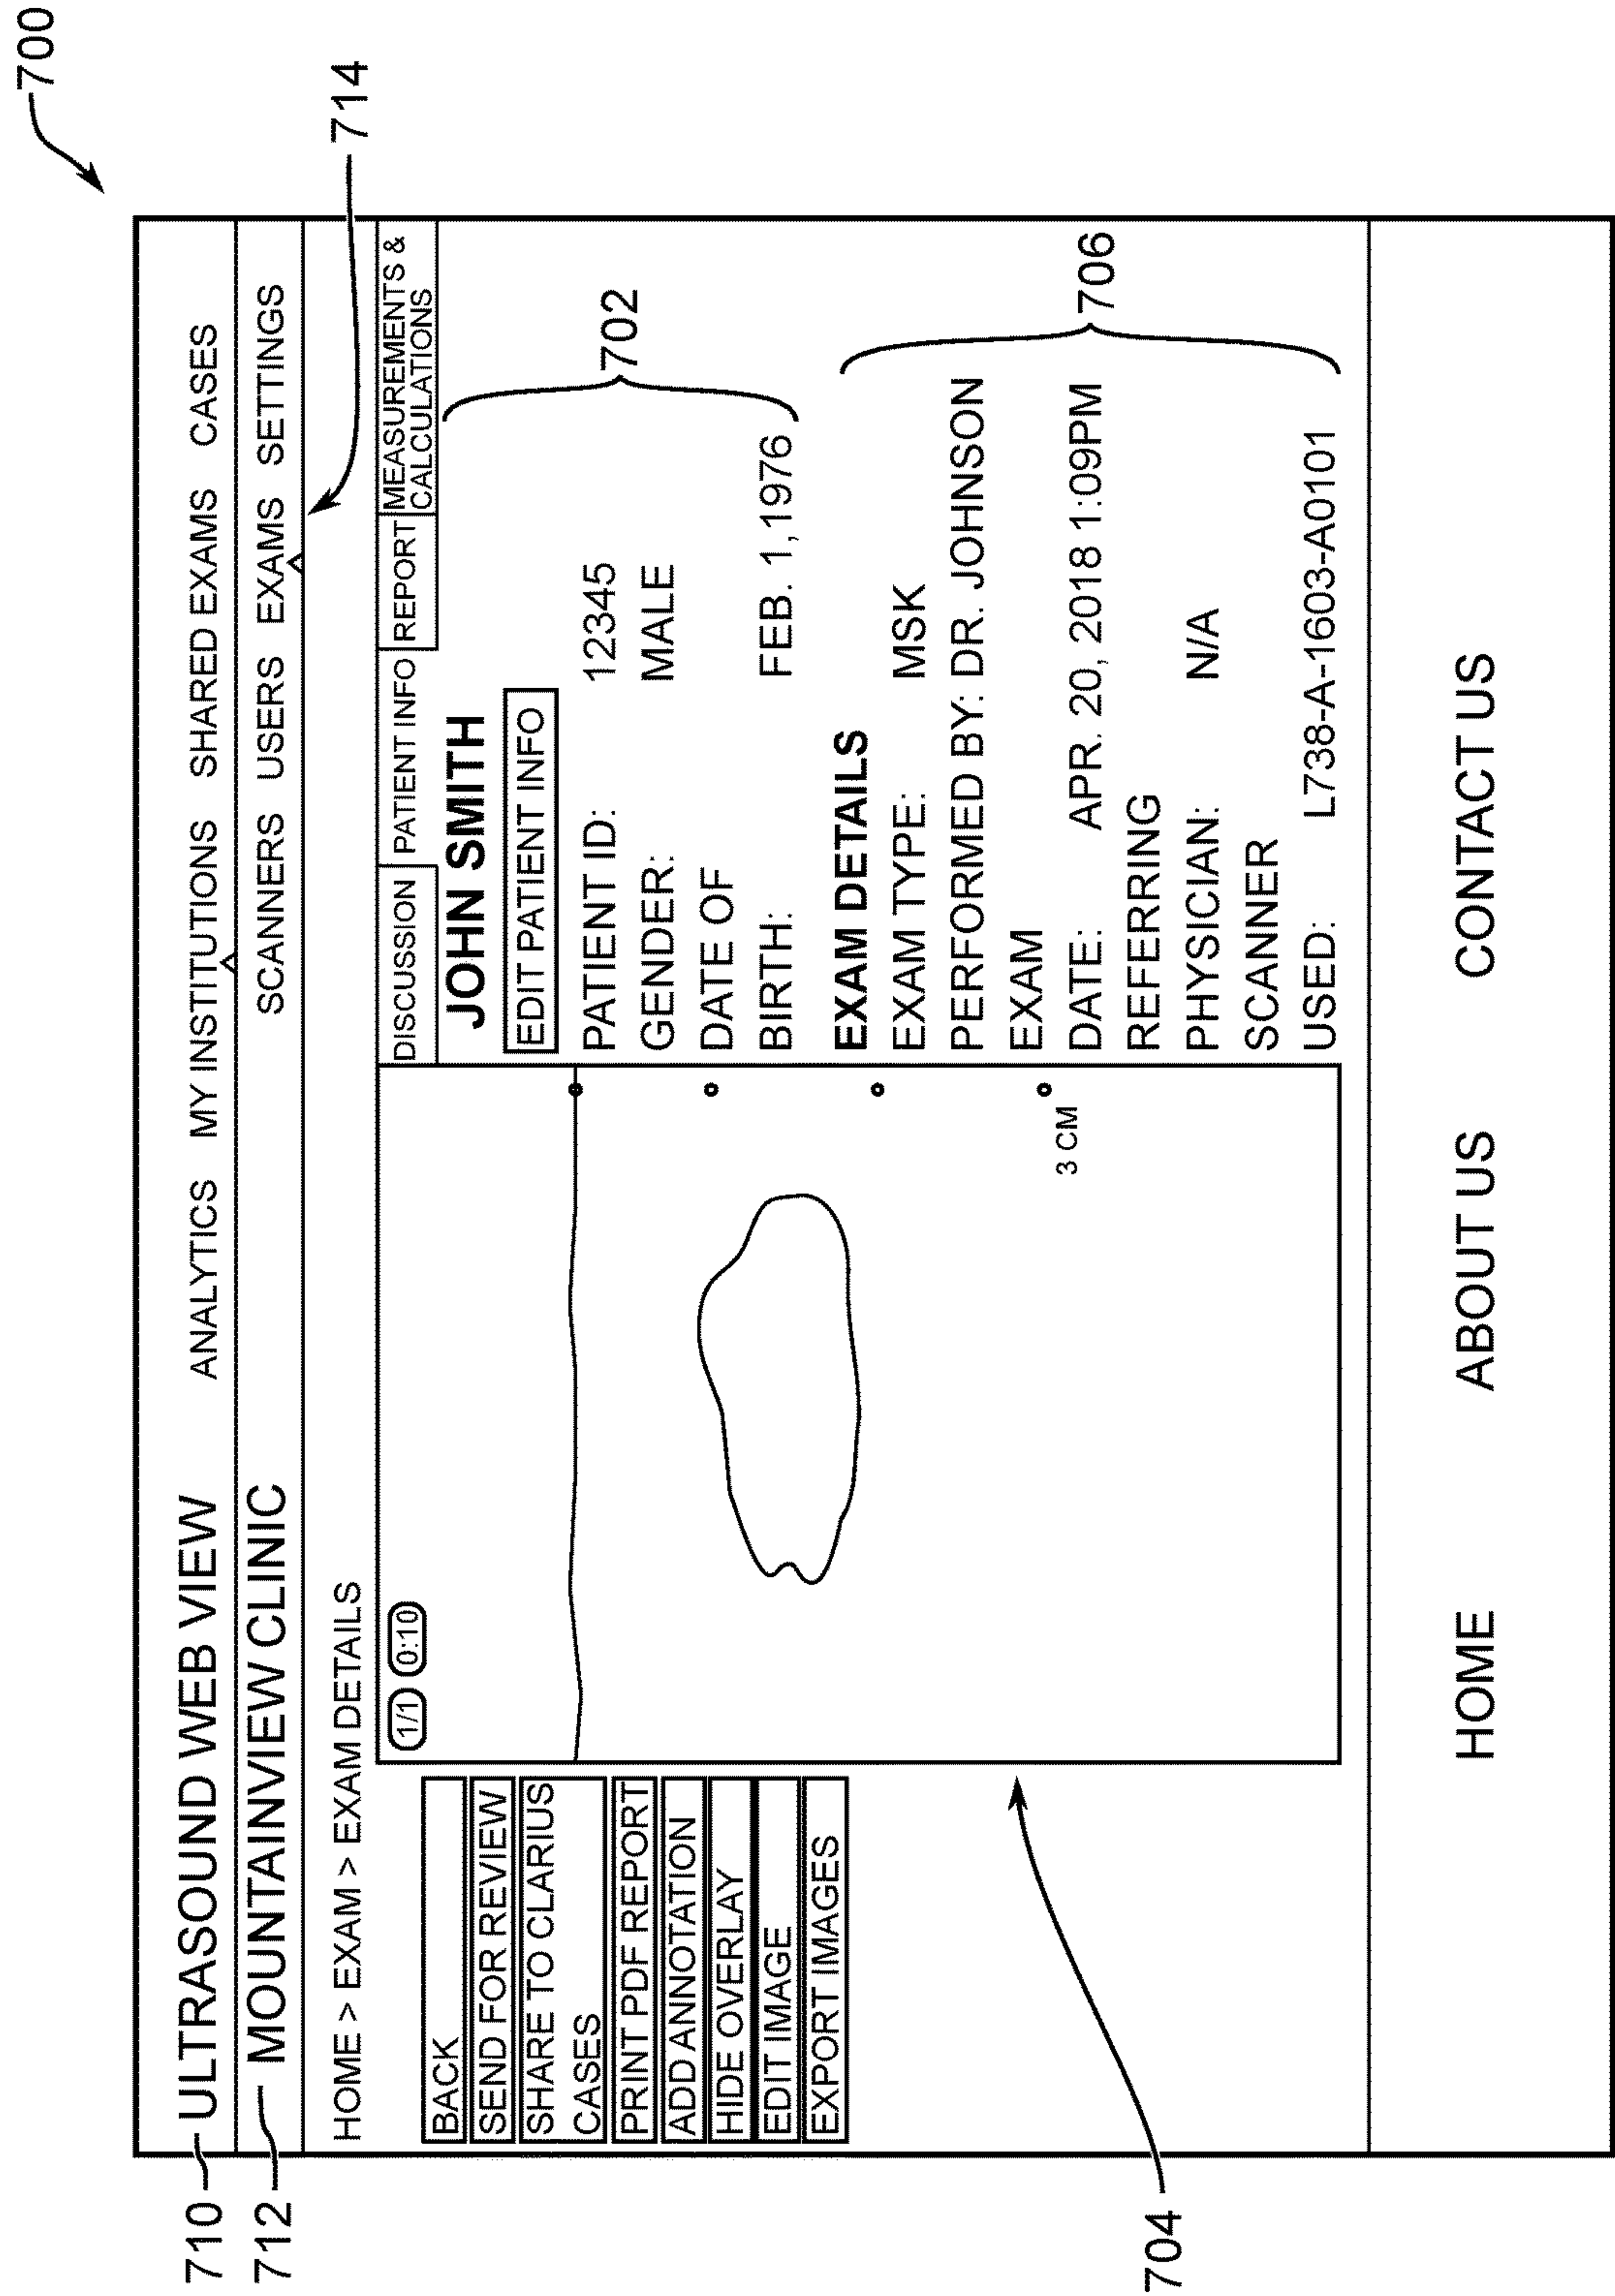 700
714
710
ULTRASOUND WEB VIEW ANALYTICS MY INSTITUTIONS SHARED EXAMS CASES
712
MOUNTAINVIEW CLINIC SCANNERS USERS EXAMS SETTINGS
HOME > EXAM > EXAM DETAILS
BACK
SEND FOR REVIEW
SHARE TO CLARIUS
CASES
PRINT PDF REPORT
ADD ANNOTATION
HIDE OVERLAY
EDIT IMAGE
EXPORT IMAGES
704
1/1 0:10
3 CM
DISCUSSION PATIENT INFO REPORT MEASUREMENTS &
CALCULATIONS
JOHN SMITH
EDIT PATIENT INFO
PATIENT ID: 12345
GENDER: MALE
DATE OF
BIRTH: FEB. 1,1976
702
EXAM DETAILS
EXAM TYPE: MSK
PERFORMED BY: DR. JOHNSON
EXAM
DATE: APR. 20, 2018 1:09PM
REFERRING
PHYSICIAN: N/A
SCANNER
USED: L738-A-1603-A0101
706
HOME ABOUT US CONTACT US